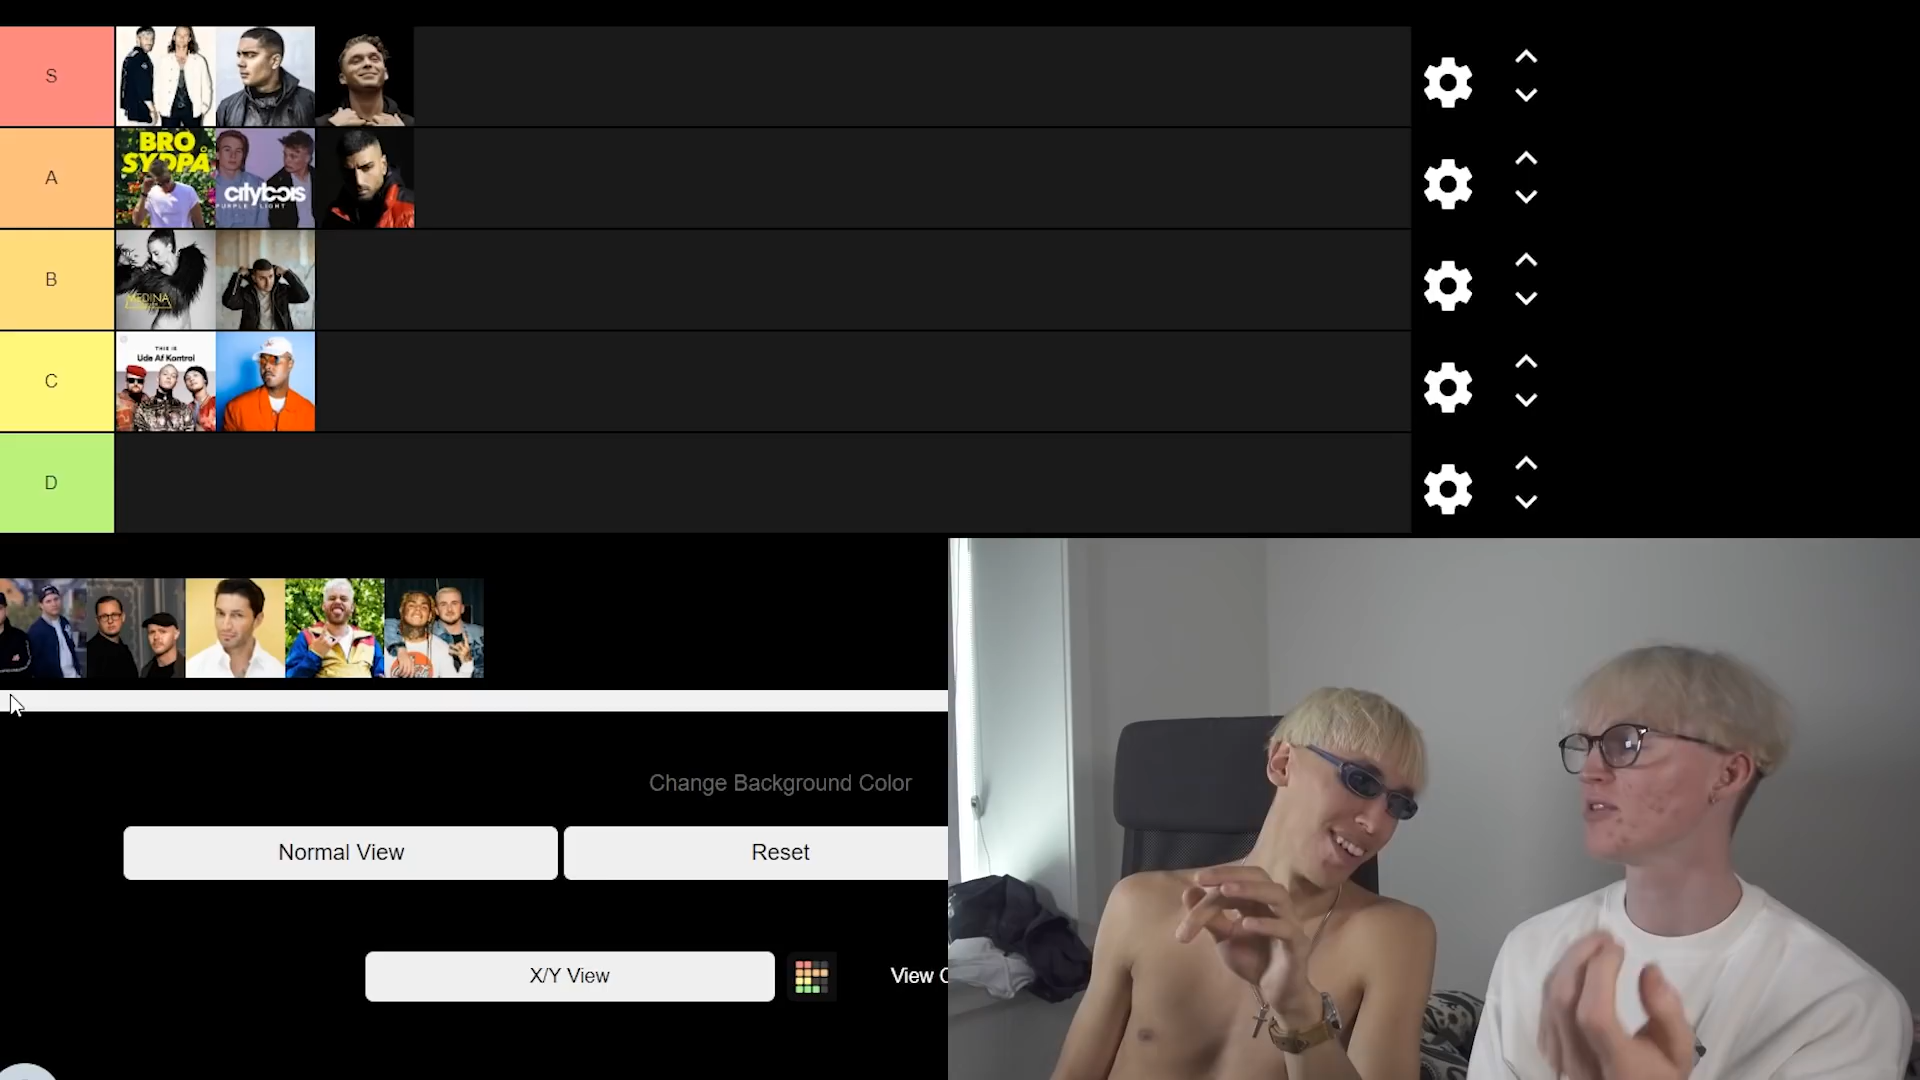 S
A
BRO
SYDPÅ
citybois
PURPLE LIGHT
B
MEDINA
THIS IS
Ude Af Kontrol
C
D
Change Background Color
Normal View
Reset
X/Y View
View